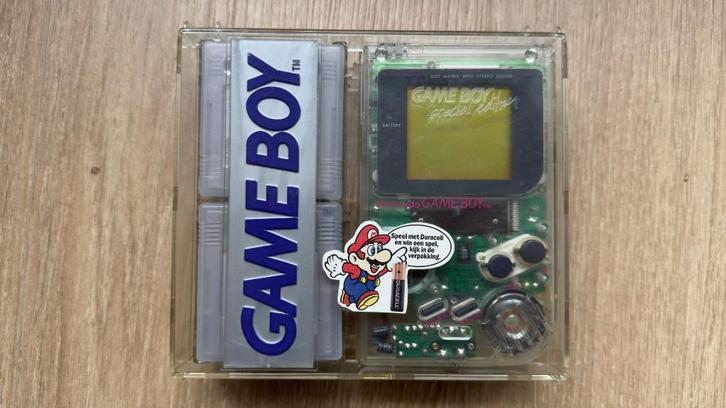 GAME BOY™
DOT MATRIX WITH STEREO SOUND
GAME BOY
special edition
BATTERY
Nintendo GAME BOY™
Speel met Duracell
en win een spel,
kijk in de
verpakking.
DURACELL